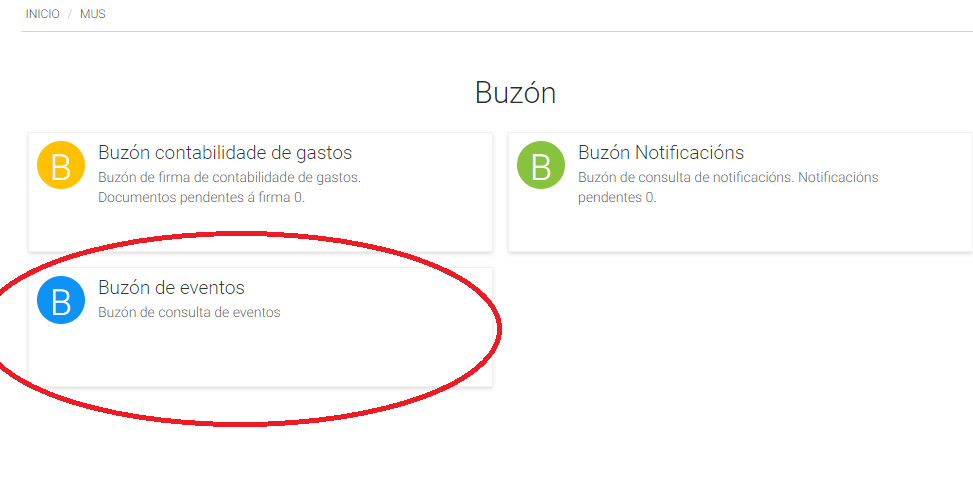 INICIO / MUS
Buzón
B
Buzón contabilidade de gastos
Buzón de firma de contabilidade de gastos.
Documentos pendentes á firma 0.
B
Buzón Notificacións
Buzón de consulta de notificacións. Notificacións
pendentes 0.
B
Buzón de eventos
Buzón de consulta de eventos